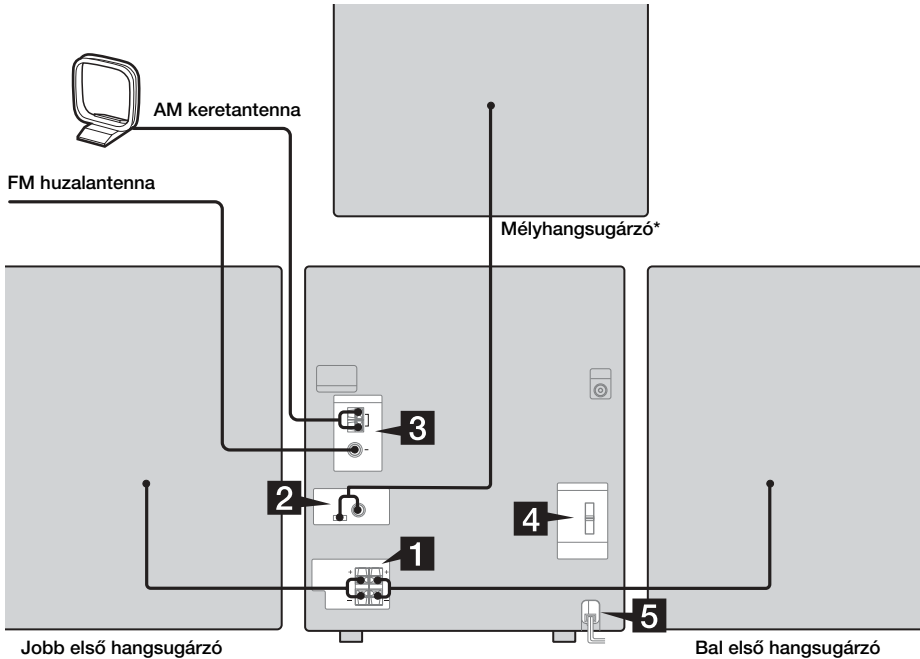 AM keretantenna
FM huzalantenna
Mélyhangsugárzó*
3
2
4
1
+ +
– –
5
Jobb első hangsugárzó
Bal első hangsugárzó